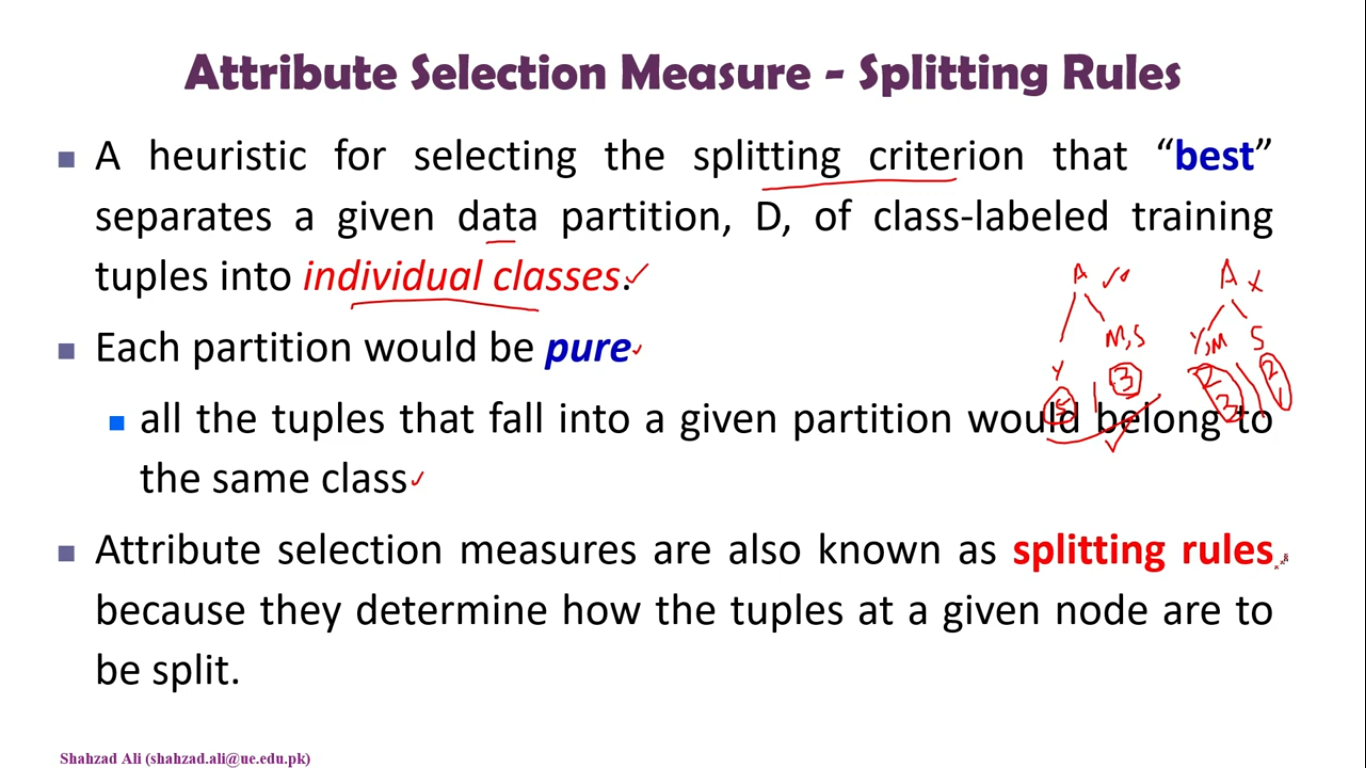 Attribute Selection Measure - Splitting Rules
A heuristic for selecting the splitting criterion that “best”
separates a given data partition, D, of class-labeled training
tuples into individual classes.
A A
Each partition would be pure
M,S Y,M S
Y
3 2 2
all the tuples that fall into a given partition would belong to
5 3
the same class
Attribute selection measures are also known as splitting rules
because they determine how the tuples at a given node are to
be split.
Shahzad Ali (shahzad.ali@ue.edu.pk)